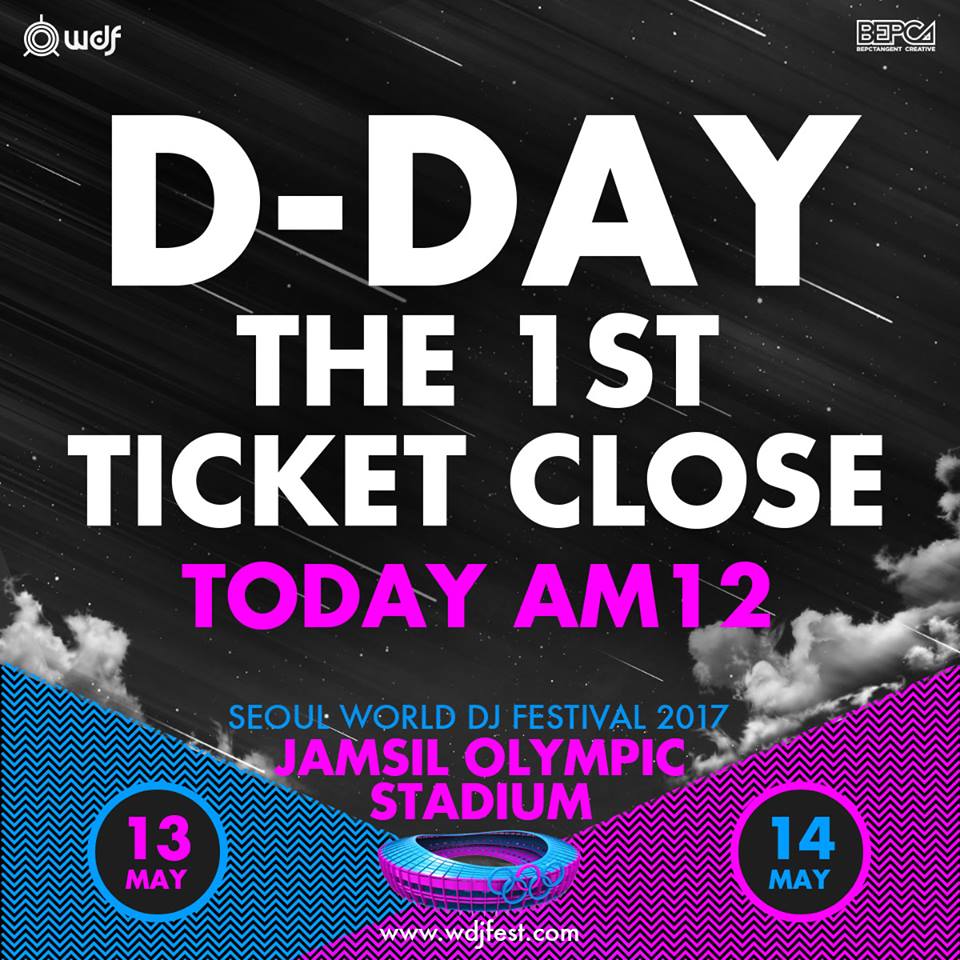 wdf
BEPCA
BEPCTANGENT CREATIVE
D-DAY
THE 1ST
TICKET CLOSE
TODAY AM12
SEOUL WORLD DJ FESTIVAL 2017
JAMSIL OLYMPIC
STADIUM
13
MAY
14
MAY
www.wdjfest.com